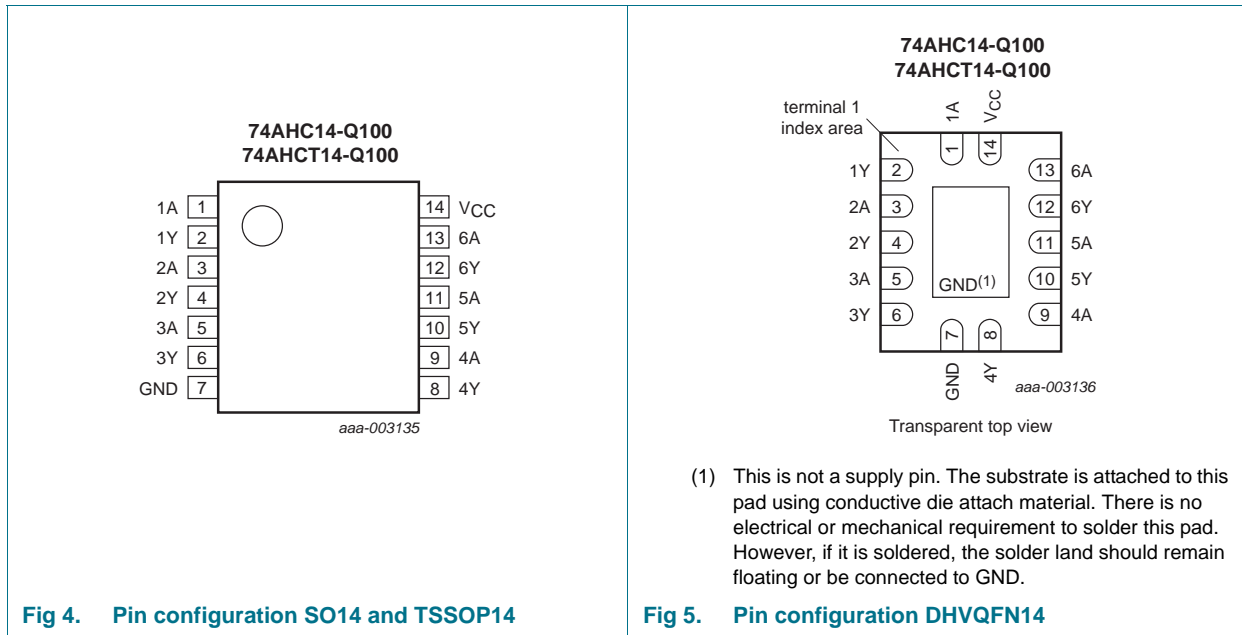 74AHC14-Q100
74AHCT14-Q100
1A 1 14 VCC
1Y 2 13 6A
2A 3 12 6Y
2Y 4 11 5A
3A 5 10 5Y
3Y 6 9 4A
GND 7 8 4Y
aaa-003135
Fig 4. Pin configuration SO14 and TSSOP14
74AHC14-Q100
74AHCT14-Q100
terminal 1
index area
1A VCC
1 14
1Y 2 13 6A
2A 3 12 6Y
2Y 4 11 5A
3A 5 GND(1) 10 5Y
3Y 6 9 4A
7 8
GND 4Y
aaa-003136
Transparent top view
(1) This is not a supply pin. The substrate is attached to this
pad using conductive die attach material. There is no
electrical or mechanical requirement to solder this pad.
However, if it is soldered, the solder land should remain
floating or be connected to GND.
Fig 5. Pin configuration DHVQFN14